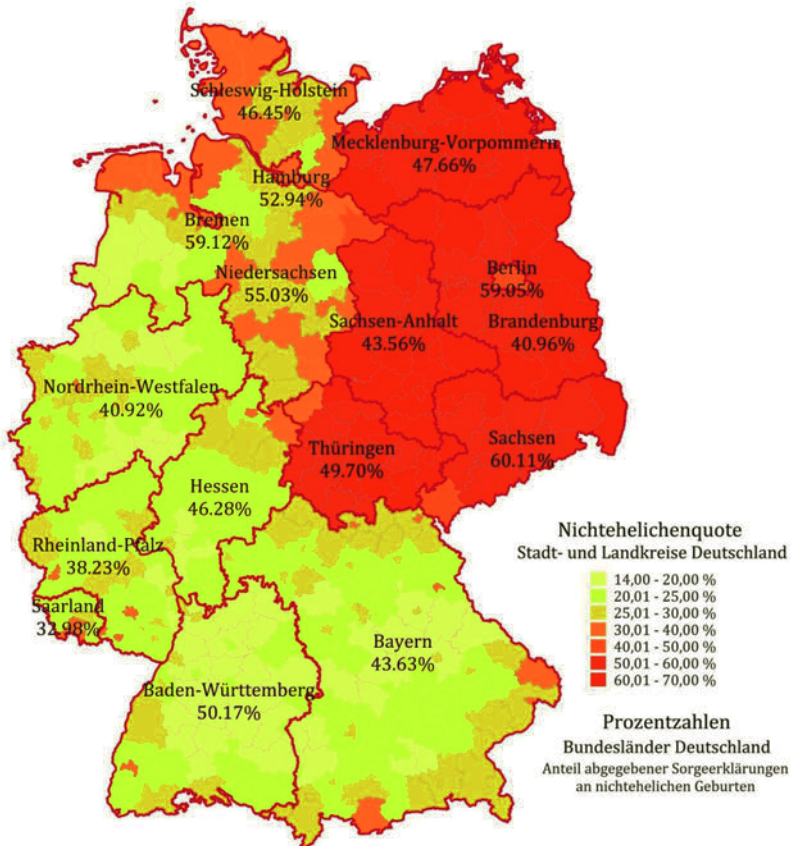 Schleswig-Holstein
46.45%
Mecklenburg-Vorpommern
47.66%
Hamburg
52.94%
Bremen
59.12%
Niedersachsen
55.03%
Berlin
59.05%
Sachsen-Anhalt
43.56%
Brandenburg
40.96%
Nordrhein-Westfalen
40.92%
Thüringen
49.70%
Sachsen
60.11%
Hessen
46.28%
Rheinland-Pfalz
38.23%
Saarland
32.98%
Bayern
43.63%
Baden-Württemberg
50.17%
Nichtehelichenquote
Stadt- und Landkreise Deutschland
14,00 - 20,00 %
20,01 - 25,00 %
25,01 - 30,00 %
30,01 - 40,00 %
40,01 - 50,00 %
50,01 - 60,00 %
60,01 - 70,00 %
Prozentzahlen
Bundesländer Deutschland
Anteil abgegebener Sorgeerklärungen
an nichtehelichen Geburten